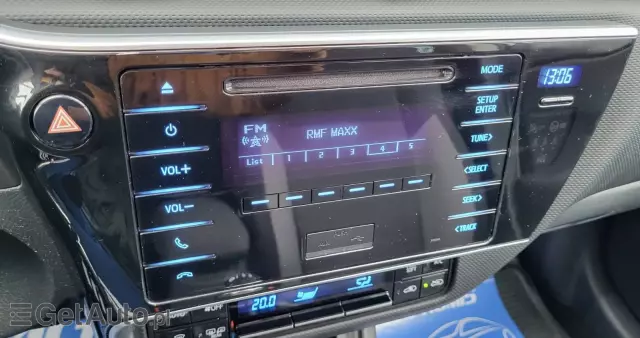 MODE
13:06
SETUP
ENTER
FM
RMF MAXX
TUNE>
VOL+
List 1 2 3 4 5
<SELECT
VOL-
SEEK>
<TRACK
20.0
OFF
GetAuto.pl